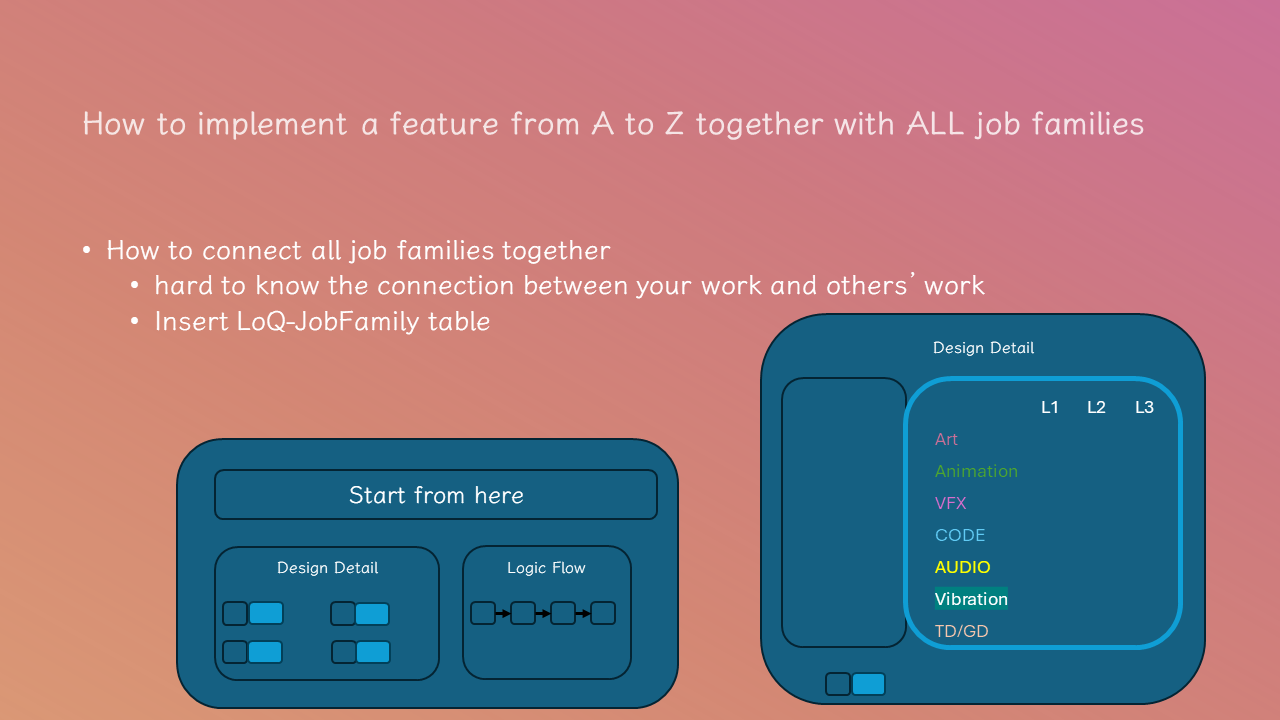 How to implement a feature from A to Z together with ALL job families
• How to connect all job families together
• hard to know the connection between your work and others’ work
• Insert LoQ-JobFamily table
Start from here
Design Detail
Logic Flow
Design Detail
L1 L2 L3
Art
Animation
VFX
CODE
AUDIO
Vibration
TD/GD